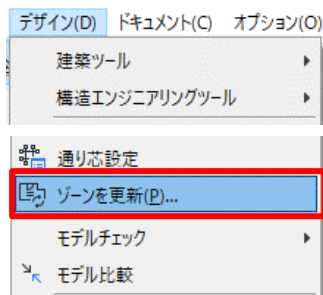 デザイン(D) ドキュメント(C) オプション(O)
建築ツール
構造エンジニアリングツール
通り芯設定
ゾーンを更新(P)...
モデルチェック
モデル比較